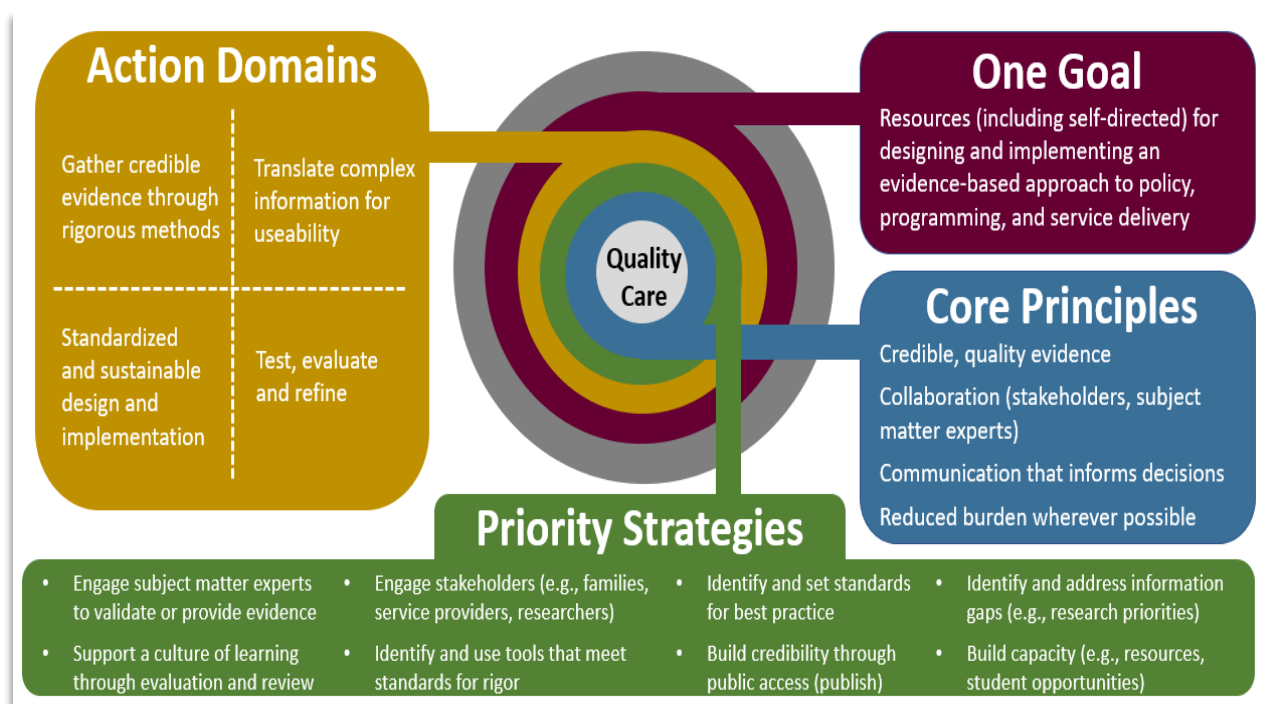 Action Domains
Gather credible
evidence through
rigorous methods
Translate complex
information for
useability
Standardized
and sustainable
design and
implementation
Test, evaluate
and refine
Quality
Care
One Goal
Resources (including self-directed) for
designing and implementing an
evidence-based approach to policy,
programming, and service delivery
Core Principles
Credible, quality evidence
Collaboration (stakeholders, subject
matter experts)
Communication that informs decisions
Reduced burden wherever possible
Priority Strategies
• Engage subject matter experts
to validate or provide evidence
• Support a culture of learning
through evaluation and review
• Engage stakeholders (e.g., families,
service providers, researchers)
• Identify and use tools that meet
standards for rigor
• Identify and set standards
for best practice
• Build credibility through
public access (publish)
• Identify and address information
gaps (e.g., research priorities)
• Build capacity (e.g., resources,
student opportunities)